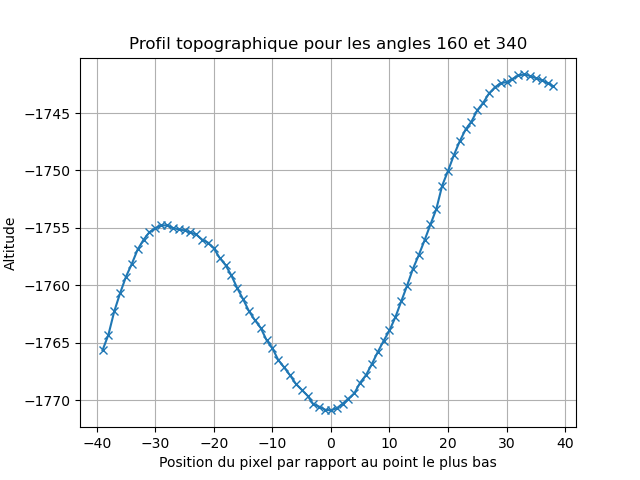 Profil topographique pour les angles 160 et 340
Altitude
−1745
−1750
−1755
−1760
−1765
−1770
−40 −30 −20 −10 0 10 20 30 40
Position du pixel par rapport au point le plus bas